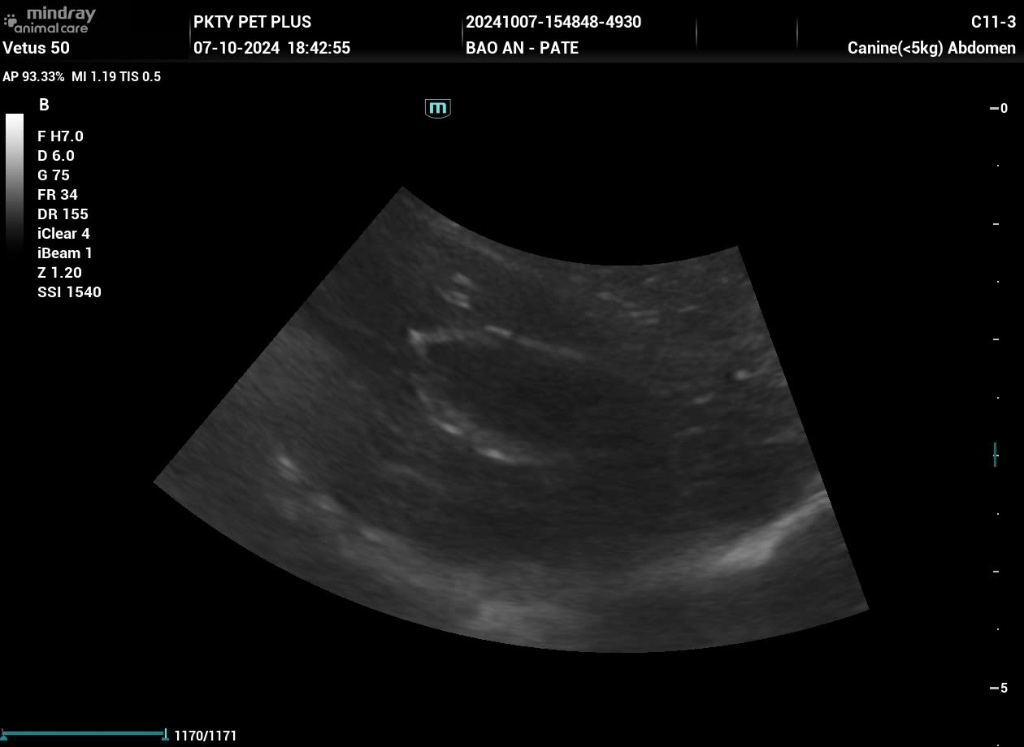 mindray
animalcare
Vetus 50
PKTY PET PLUS
07-10-2024 18:42:55
20241007-154848-4930
BAO AN - PATE
C11-3
Canine(<5kg) Abdomen
AP 93.33% MI 1.19 TIS 0.5
B
F H7.0
D 6.0
G 75
FR 34
DR 155
iClear 4
iBeam 1
Z 1.20
SSI 1540
m
0
5
1170/1171